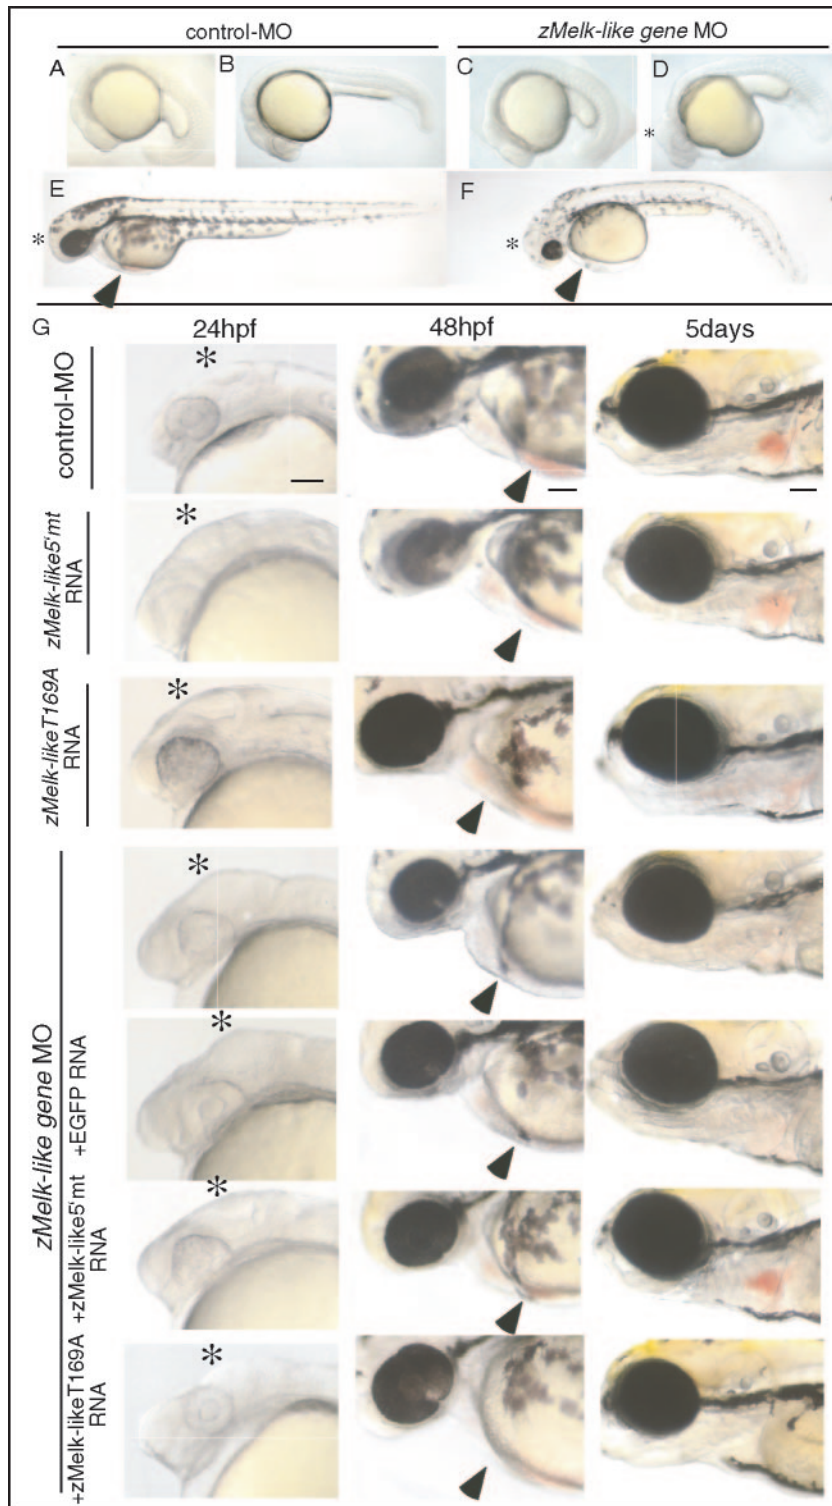 control-MO
zMelk-like gene MO
A
B
C
D
*
E
F
*
*
G
24hpf
48hpf
5days
control-MO
*
zMelk-like5'mt
RNA
*
zMelk-likeT169A
RNA
*
zMelk-like gene MO
*
+EGFP RNA
*
+zMelk-like5'mt
RNA
*
+zMelk-likeT169A
RNA
*